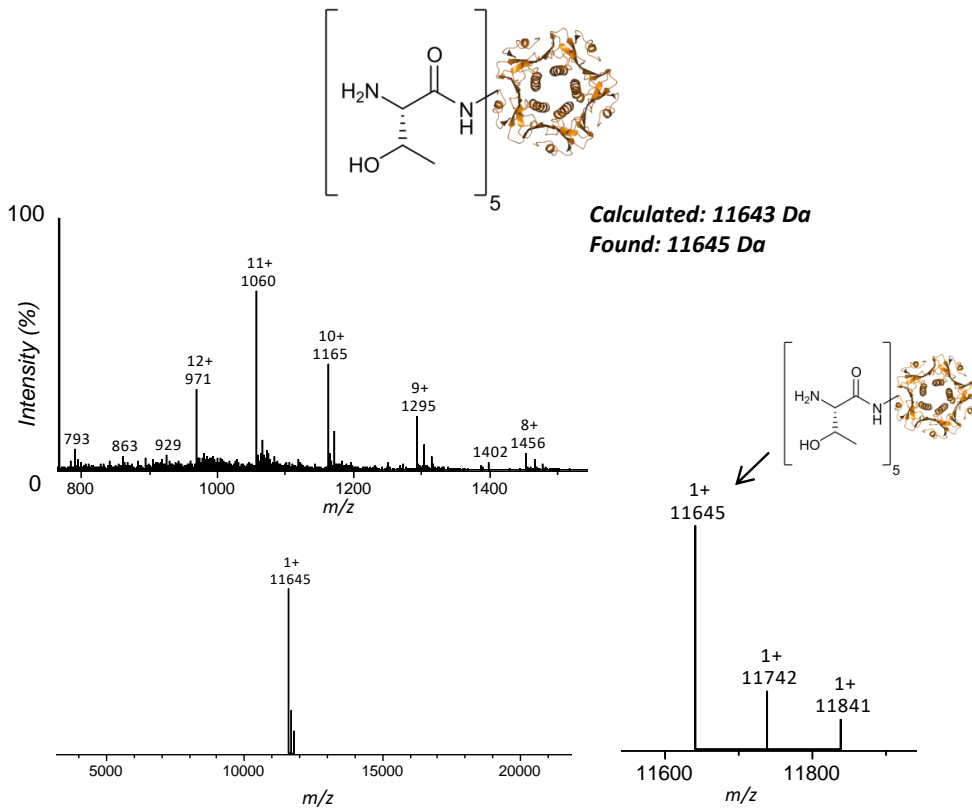 H₂N
O
N
H
HO
5
Calculated: 11643 Da
Found: 11645 Da
100
Intensity (%)
0
793
863
929
12+
971
11+
1060
10+
1165
9+
1295
1402
8+
1456
800
1000
1200
1400
m/z
H₂N
O
NH
HO
5
1+
11645
5000
10000
15000
20000
m/z
1+
11645
1+
11742
1+
11841
11600
11800
m/z